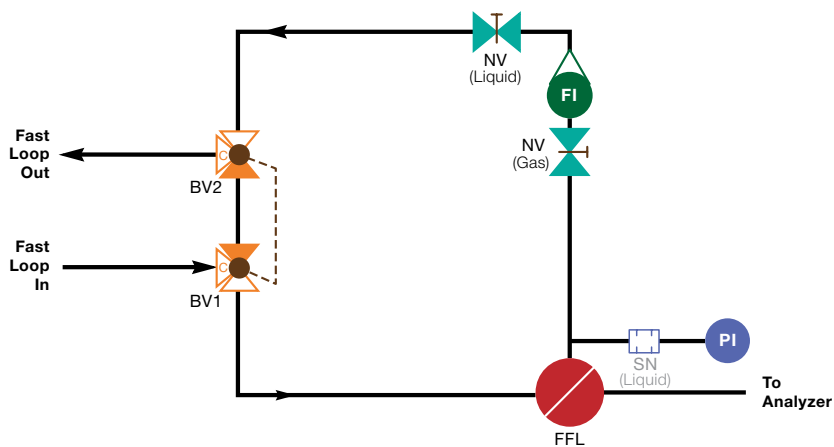 NV
(Liquid)
FI
NV
(Gas)
Fast
Loop
Out
C
BV2
Fast
Loop
In
C
BV1
PI
SN
(Liquid)
To
Analyzer
FFL